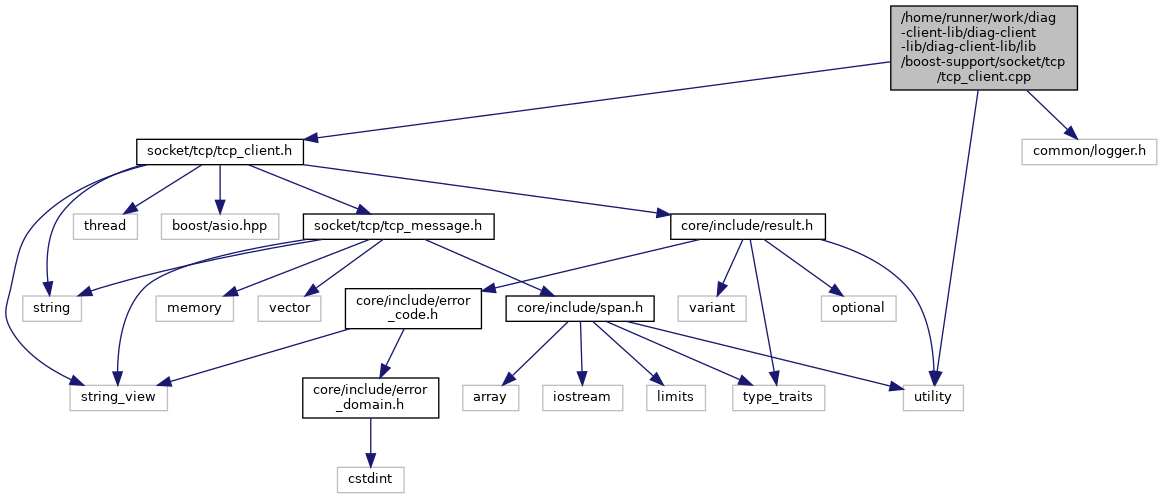 /home/runner/work/diag
-client-lib/diag-client
-lib/diag-client-lib/lib
/boost-support/socket/tcp
/tcp_client.cpp
socket/tcp/tcp_client.h
common/logger.h
thread
boost/asio.hpp
socket/tcp/tcp_message.h
core/include/result.h
string
memory
vector
core/include/error
_code.h
core/include/span.h
variant
optional
string_view
core/include/error
_domain.h
array
iostream
limits
type_traits
utility
cstdint